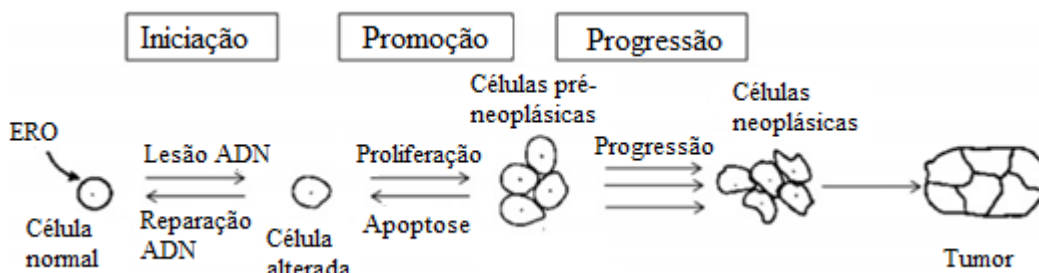 Iniciação
Promoção
Progressão
ERO
Célula
normal
Lesão ADN
Reparação
ADN
Célula
alterada
Proliferação
Apoptose
Células pré-
neoplásicas
Progressão
Células
neoplásicas
Tumor